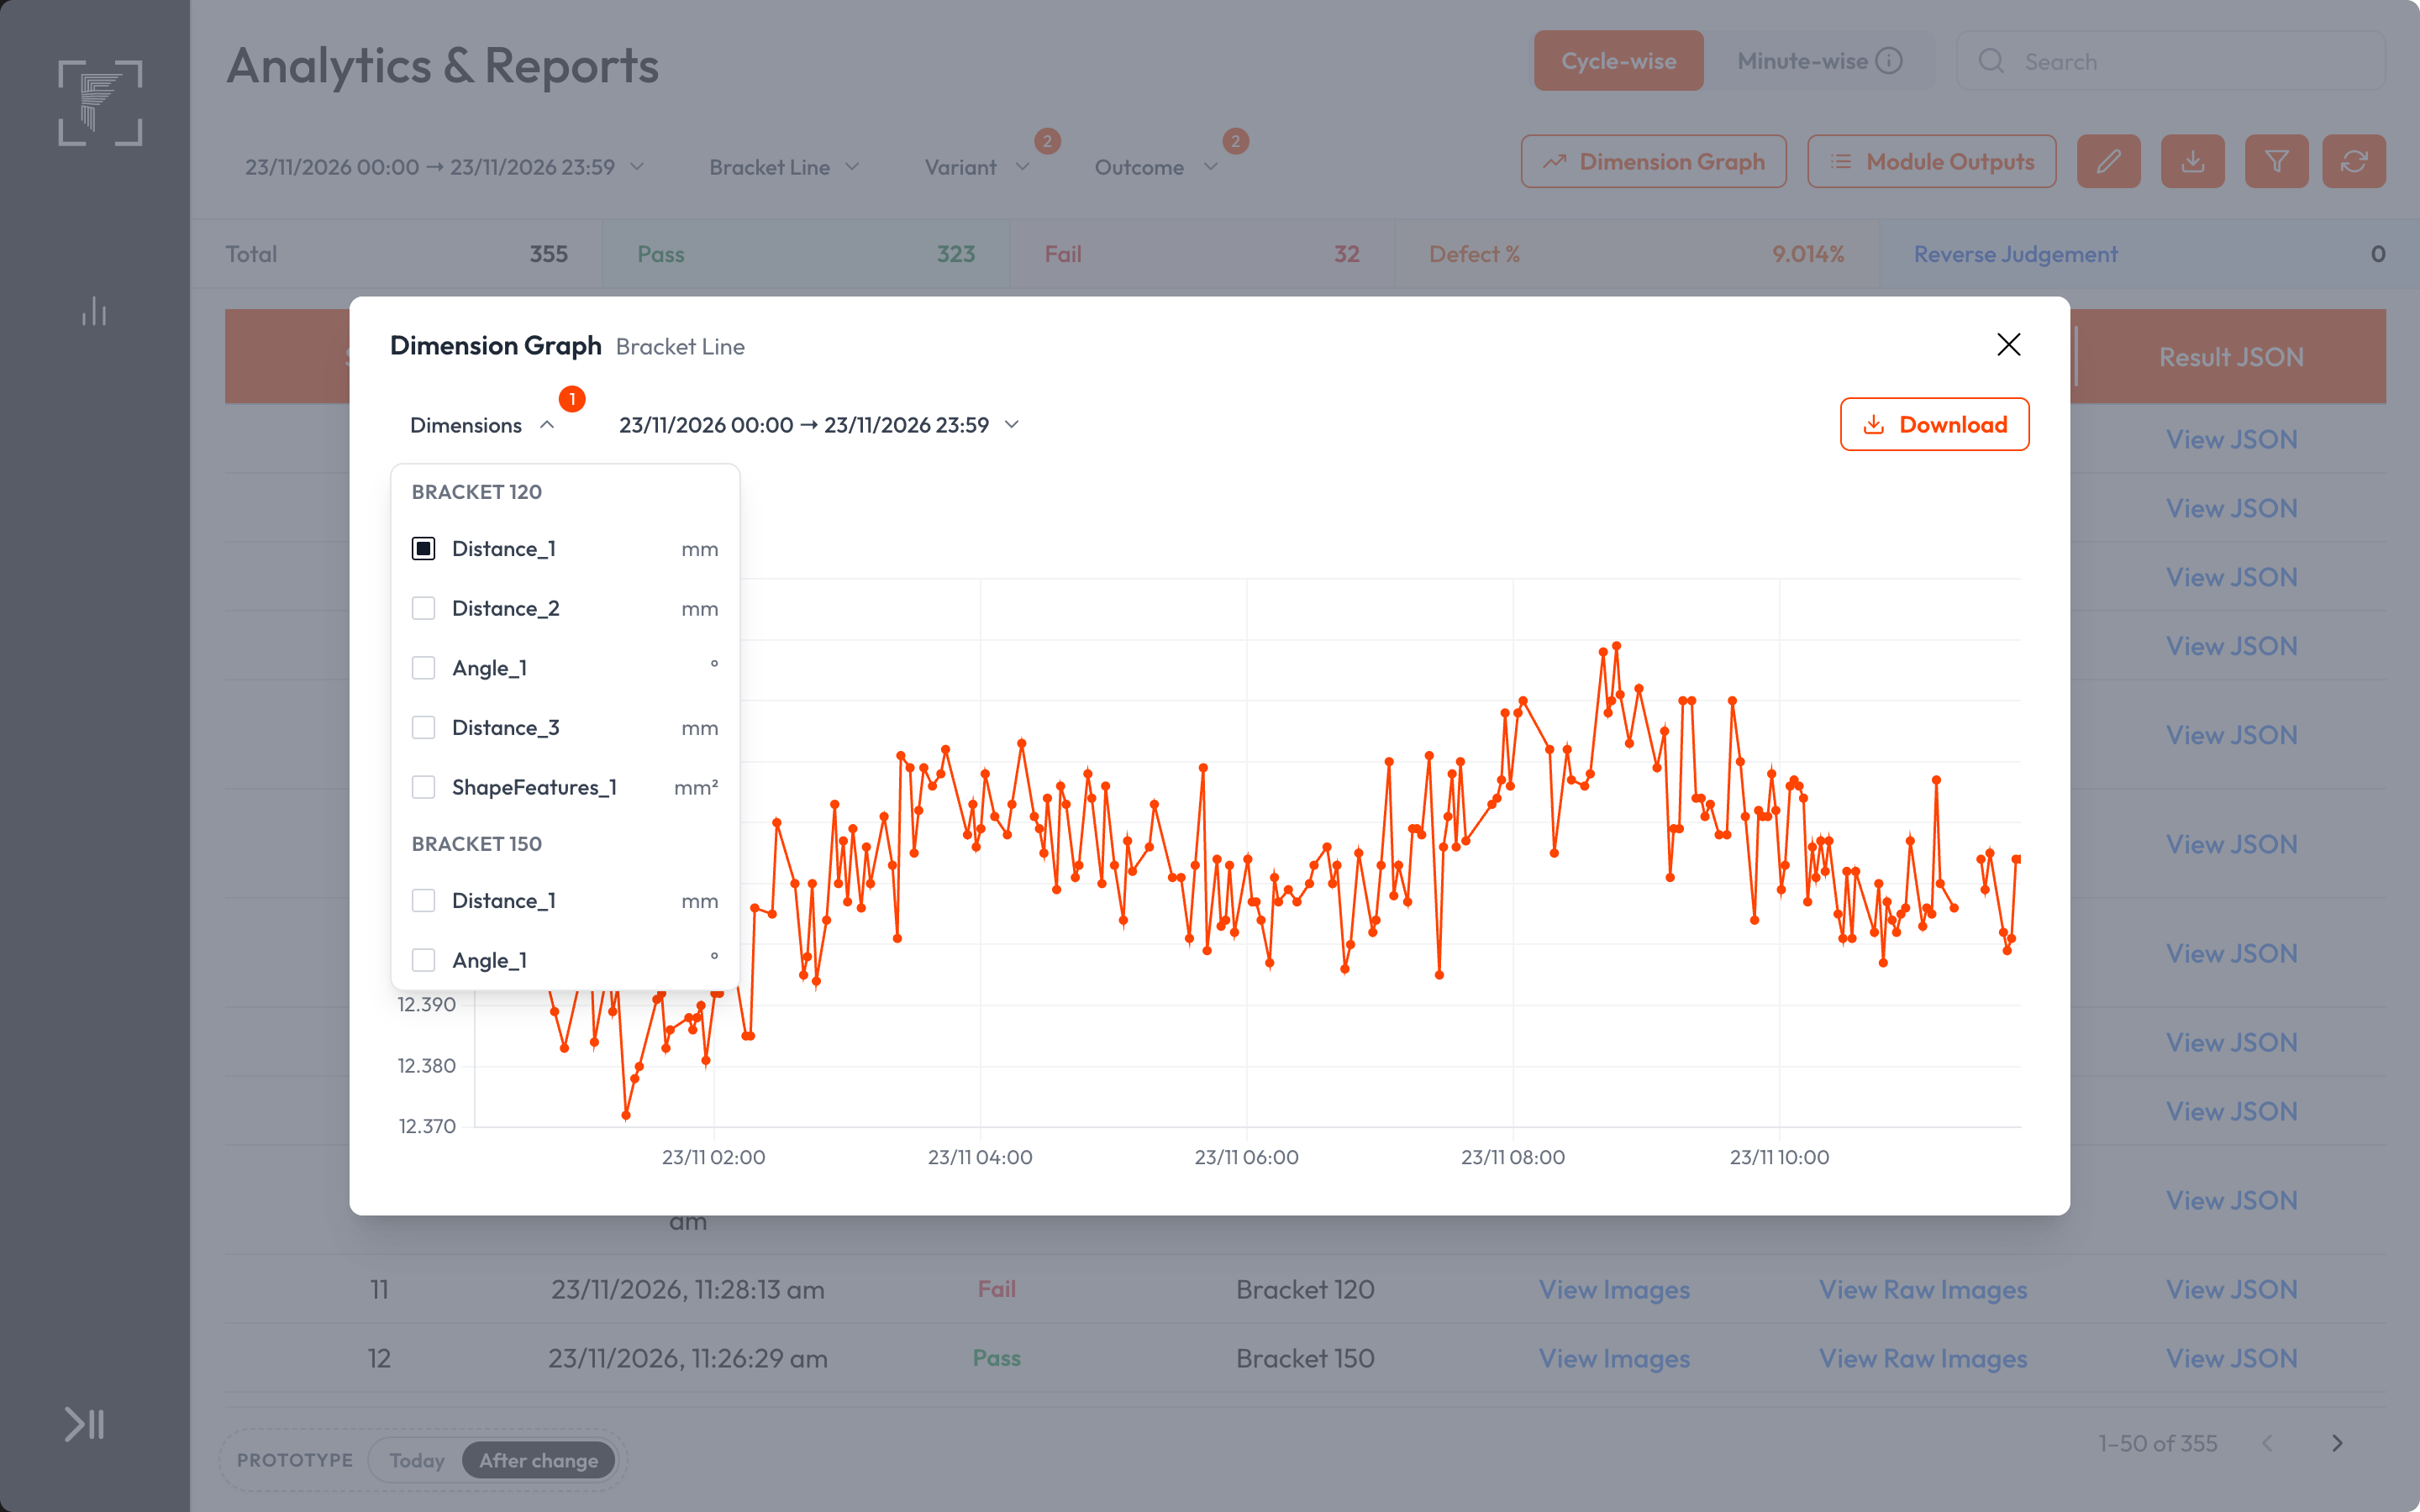 Analytics & Reports
Cycle-wise
Minute-wise
Search
23/11/2026 00:00 → 23/11/2026 23:59
Bracket Line
Variant
2
Outcome
2
Dimension Graph
Module Outputs
Total 355
Pass 323
Fail 32
Defect % 9.014%
Reverse Judgement 0
Result JSON
Dimension Graph Bracket Line
Dimensions
1
23/11/2026 00:00 → 23/11/2026 23:59
Download
BRACKET 120
Distance_1 mm
Distance_2 mm
Angle_1 °
Distance_3 mm
ShapeFeatures_1 mm²
BRACKET 150
Distance_1 mm
Angle_1 °
12.390
12.380
12.370
23/11 02:00
23/11 04:00
23/11 06:00
23/11 08:00
23/11 10:00
View JSON
View JSON
View JSON
View JSON
View JSON
View JSON
View JSON
View JSON
View JSON
View JSON
am
11 23/11/2026, 11:28:13 am Fail Bracket 120 View Images View Raw Images View JSON
12 23/11/2026, 11:26:29 am Pass Bracket 150 View Images View Raw Images View JSON
PROTOTYPE
Today
After change
1–50 of 355